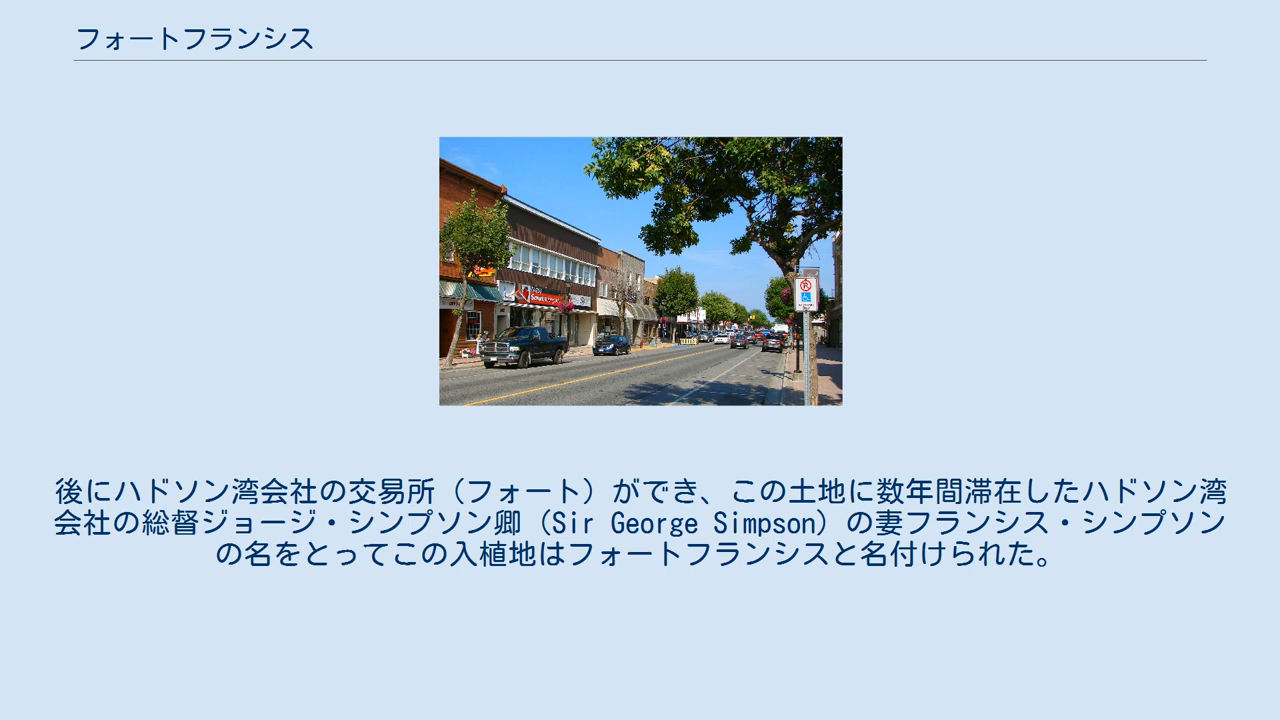 フォートフランシス
後にハドソン湾会社の交易所（フォート）ができ、この土地に数年間滞在したハドソン湾
会社の総督ジョージ・シンプソン卿（Sir George Simpson）の妻フランシス・シンプソン
の名をとってこの入植地はフォートフランシスと名付けられた。